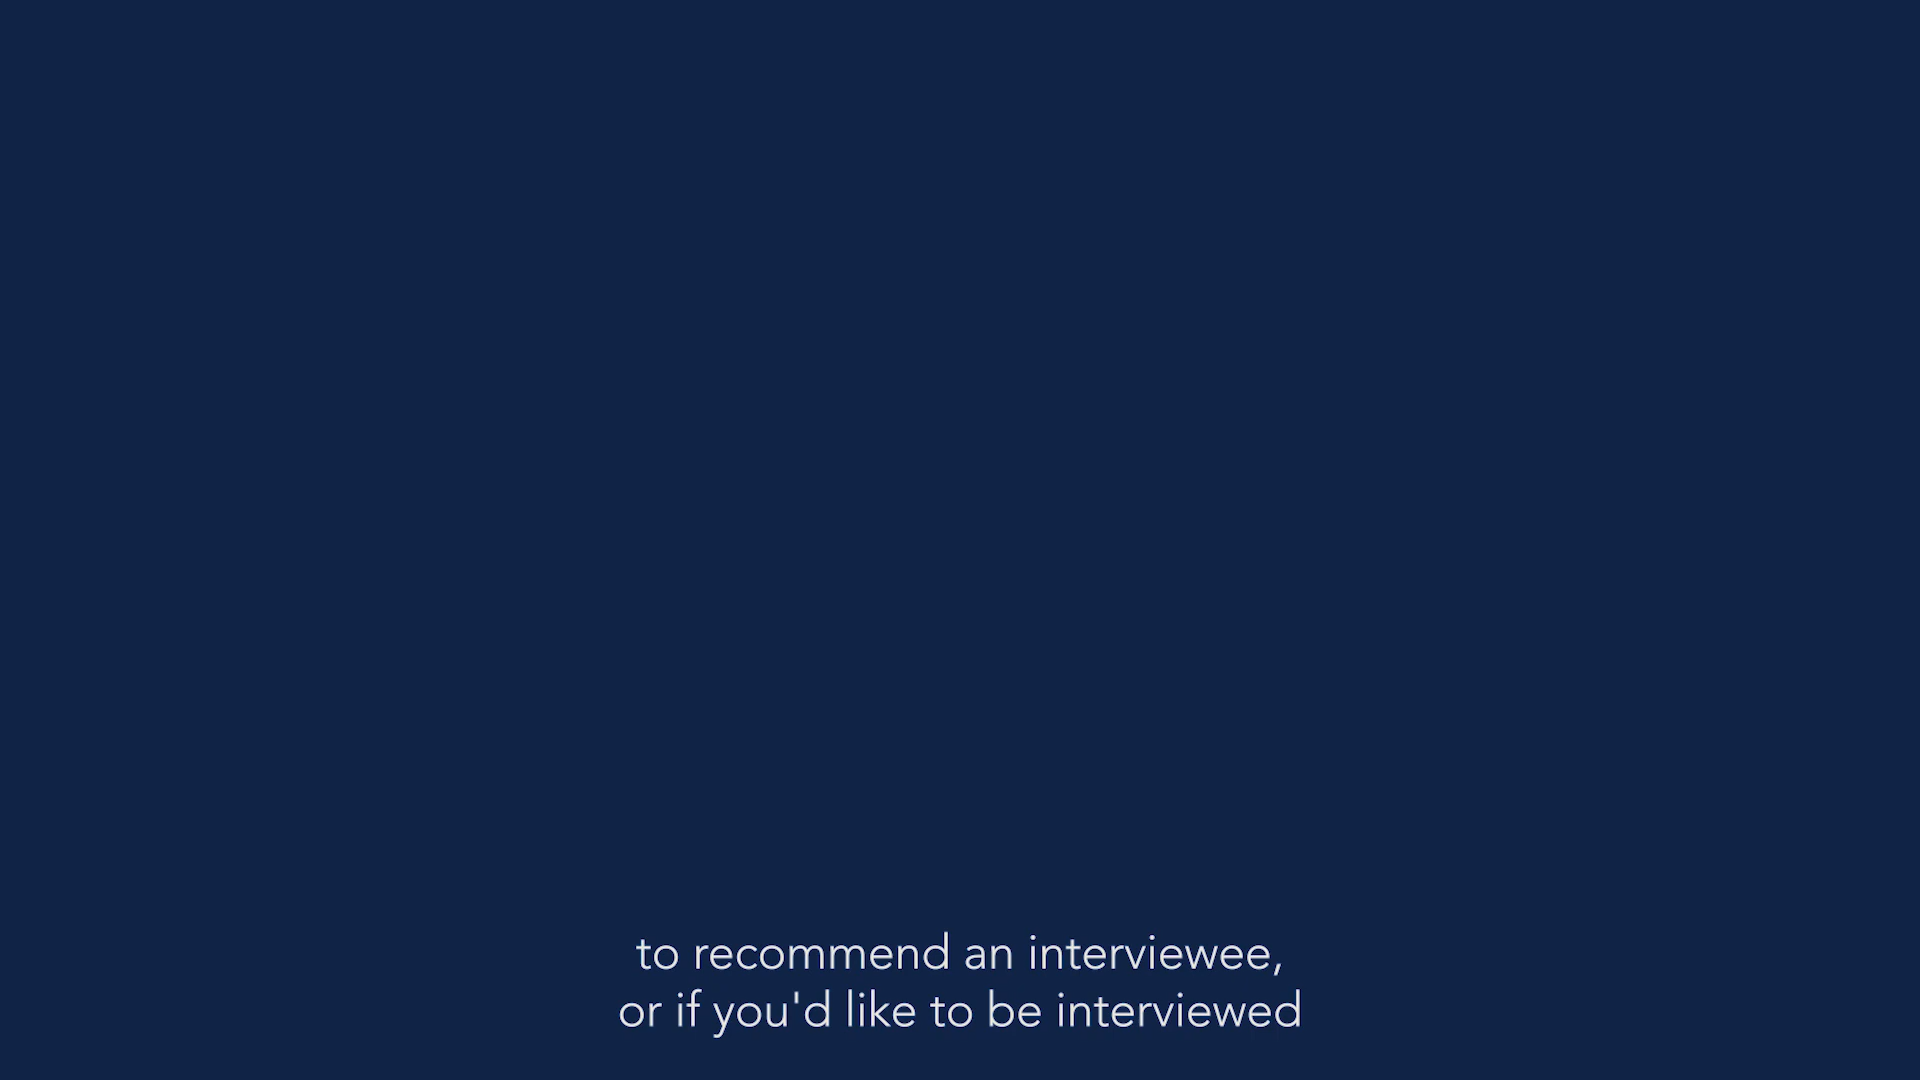 to recommend an interviewee,
or if you'd like to be interviewed